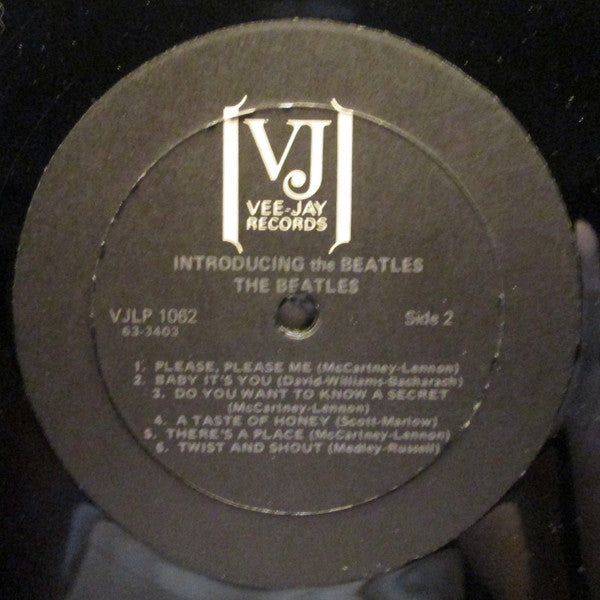 VJ
VEE-JAY
RECORDS
INTRODUCING the BEATLES
THE BEATLES
VJLP 1062
Side 2
63-3403
1. PLEASE, PLEASE ME (McCartney-Lennon)
2. BABY IT'S YOU (David-Williams-Bacharach)
3. DO YOU WANT TO KNOW A SECRET
(McCartney-Lennon)
4. A TASTE OF HONEY (Scott-Marlow)
5. THERE'S A PLACE (McCartney-Lennon)
6. TWIST AND SHOUT (Medley-Russell)